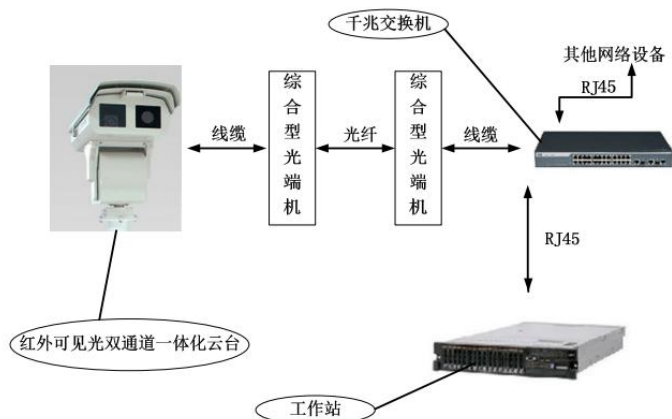 千兆交换机
其他网络设备
RJ45
综合型光端机
综合型光端机
线缆
光纤
线缆
RJ45
红外可见光双通道一体化云台
工作站